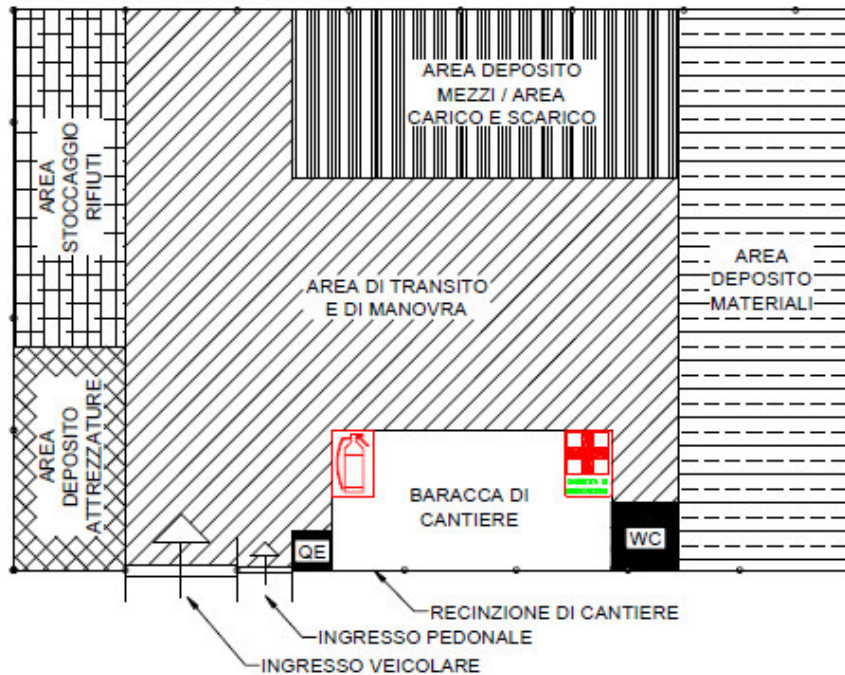 AREA DEPOSITO
MEZZI / AREA
CARICO E SCARICO
AREA
STOCCAGGIO
RIFIUTI
AREA DI TRANSITO
E DI MANOVRA
AREA
DEPOSITO
MATERIALI
AREA
DEPOSITO
ATTREZZATURE
BARACCA DI
CANTIERE
QE
WC
RECINZIONE DI CANTIERE
INGRESSO PEDONALE
INGRESSO VEICOLARE